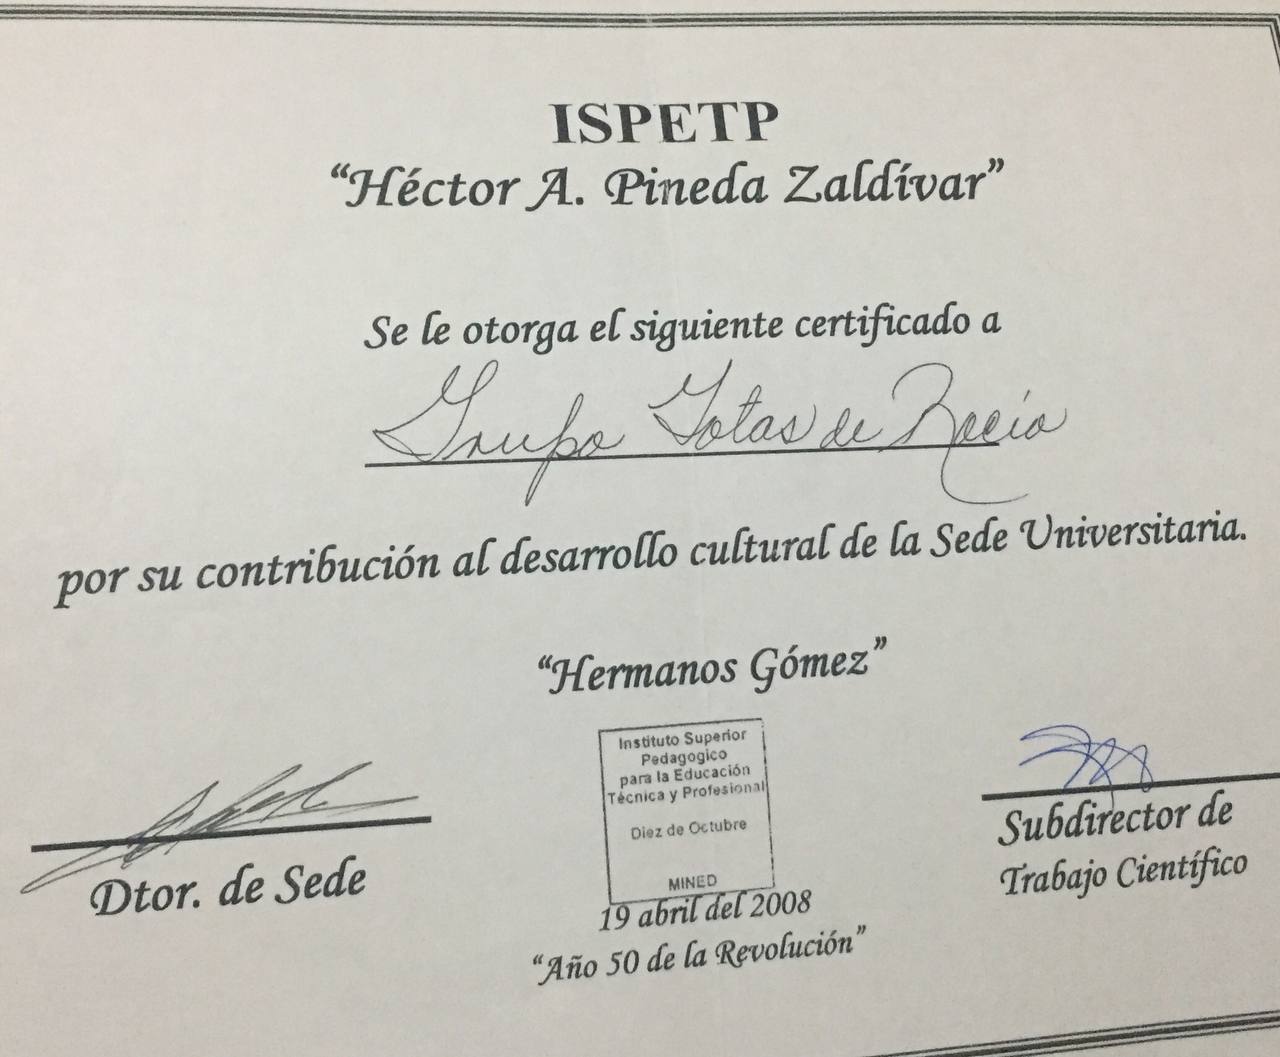 ISPETP
“Héctor A. Pineda Zaldívar”
Se le otorga el siguiente certificado a
Grupo Gotas de Rocío
por su contribución al desarrollo cultural de la Sede Universitaria.
“Hermanos Gómez”
Instituto Superior
Pedagogico
para la Educación
Técnica y Profesional
Diez de Octubre
MINED
Dtor. de Sede
Subdirector de
Trabajo Científico
19 abril del 2008
“Año 50 de la Revolución”